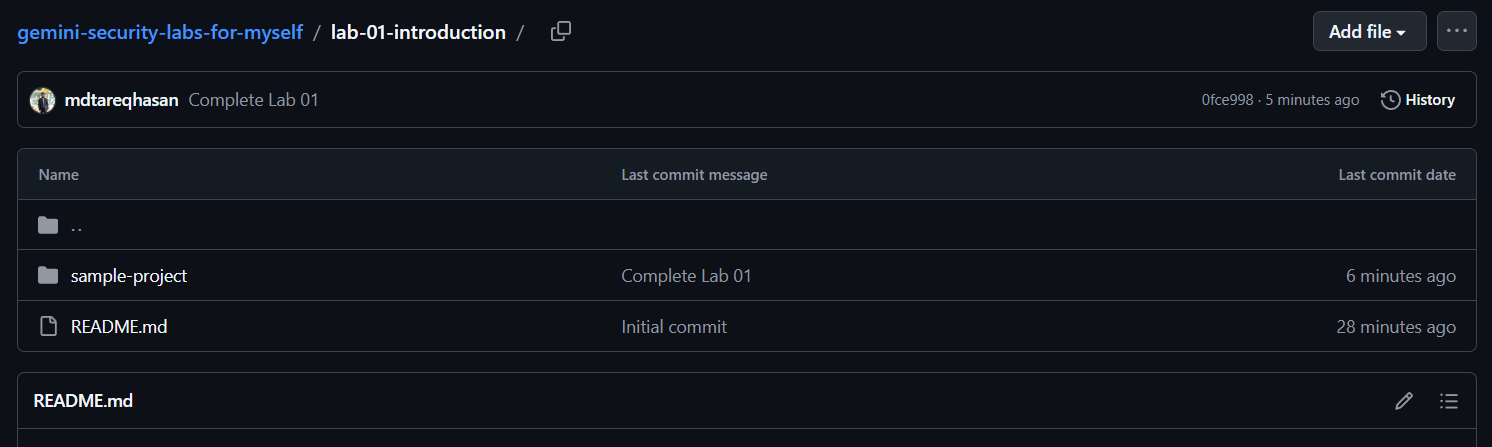 gemini-security-labs-for-myself / lab-01-introduction / Add file ...
mdtareqhasan Complete Lab 01 0fce998 · 5 minutes ago History
Name Last commit message Last commit date
..
sample-project Complete Lab 01 6 minutes ago
README.md Initial commit 28 minutes ago
README.md